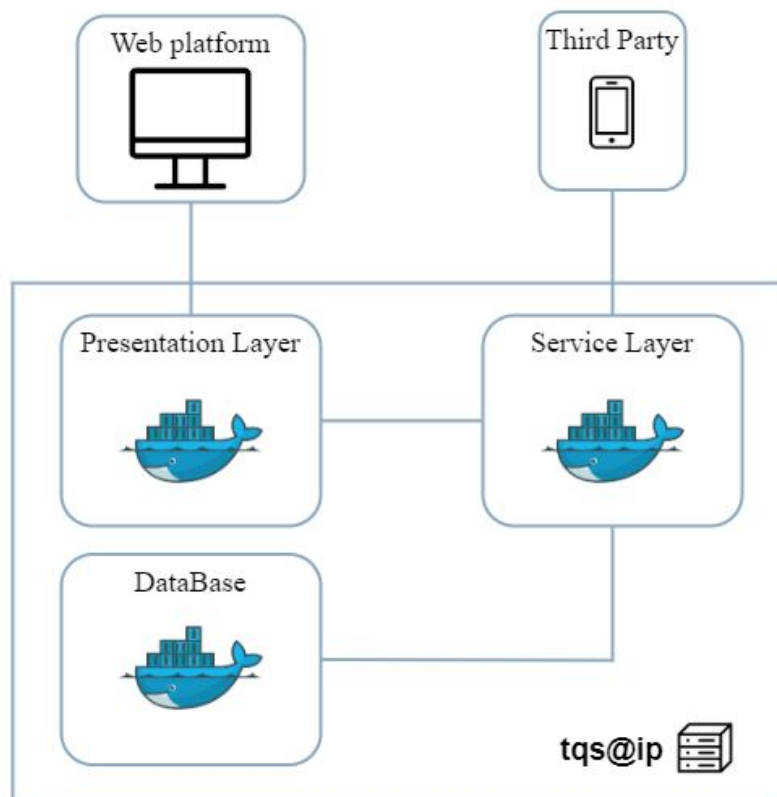 Web platform
Third Party
Presentation Layer
Service Layer
DataBase
tqs@ip